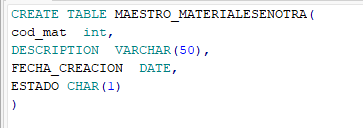 CREATE TABLE MAESTRO_MATERIALESENOTRA(
cod_mat int,
DESCRIPTION VARCHAR(50),
FECHA_CREACION DATE,
ESTADO CHAR(1)
)